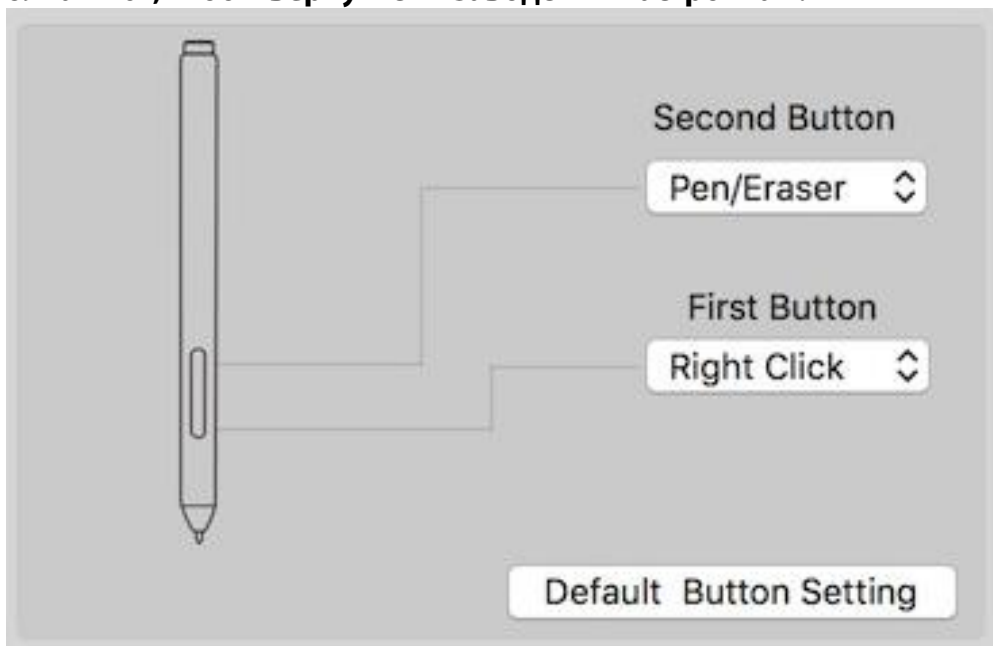 Second Button
Pen/Eraser
First Button
Right Click
Default Button Setting